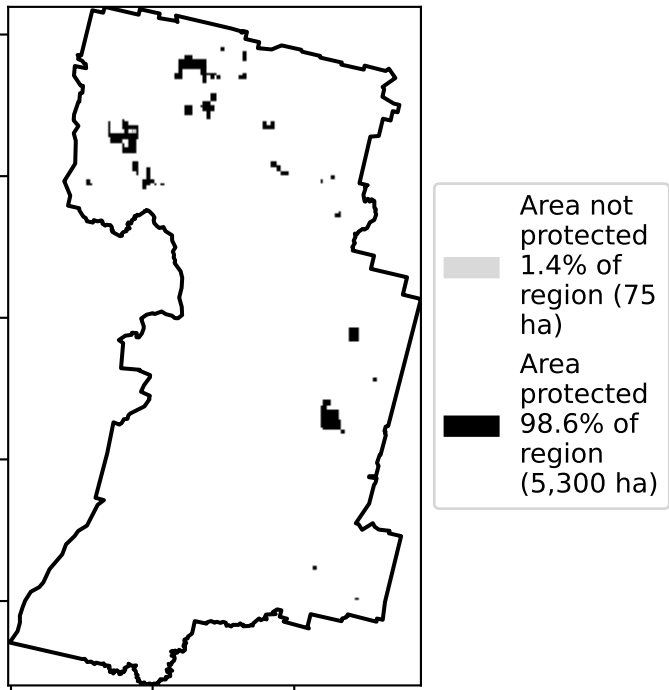 Area not
protected
1.4% of
region (75
ha)
Area
protected
98.6% of
region
(5,300 ha)